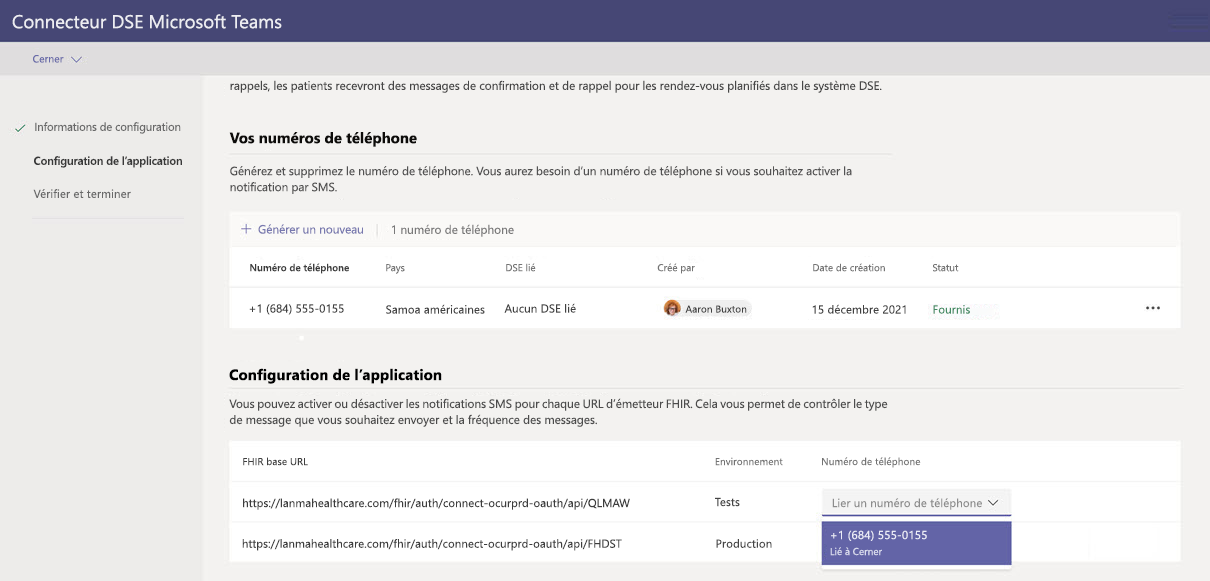 Connecteur DSE Microsoft Teams
Cerner
rappels, les patients recevront des messages de confirmation et de rappel pour les rendez-vous planifiés dans le système DSE.
Informations de configuration
Configuration de l'application
Vérifier et terminer
Vos numéros de téléphone
Générez et supprimez le numéro de téléphone. Vous aurez besoin d'un numéro de téléphone si vous souhaitez activer la
notification par SMS.
+ Générer un nouveau | 1 numéro de téléphone
Numéro de téléphone Pays DSE lié Créé par Date de création Statut
+1 (684) 555-0155 Samoa américaines Aucun DSE lié Aaron Buxton 15 décembre 2021 Fournis ...
Configuration de l'application
Vous pouvez activer ou désactiver les notifications SMS pour chaque URL d'émetteur FHIR. Cela vous permet de contrôler le type
de message que vous souhaitez envoyer et la fréquence des messages.
FHIR base URL Environnement Numéro de téléphone
https://lanmahealthcare.com/fhir/auth/connect-ocurprd-oauth/api/QLMAW Tests Lier un numéro de téléphone
https://lanmahealthcare.com/fhir/auth/connect-ocurprd-oauth/api/FHDST Production +1 (684) 555-0155
Lié à Cerner